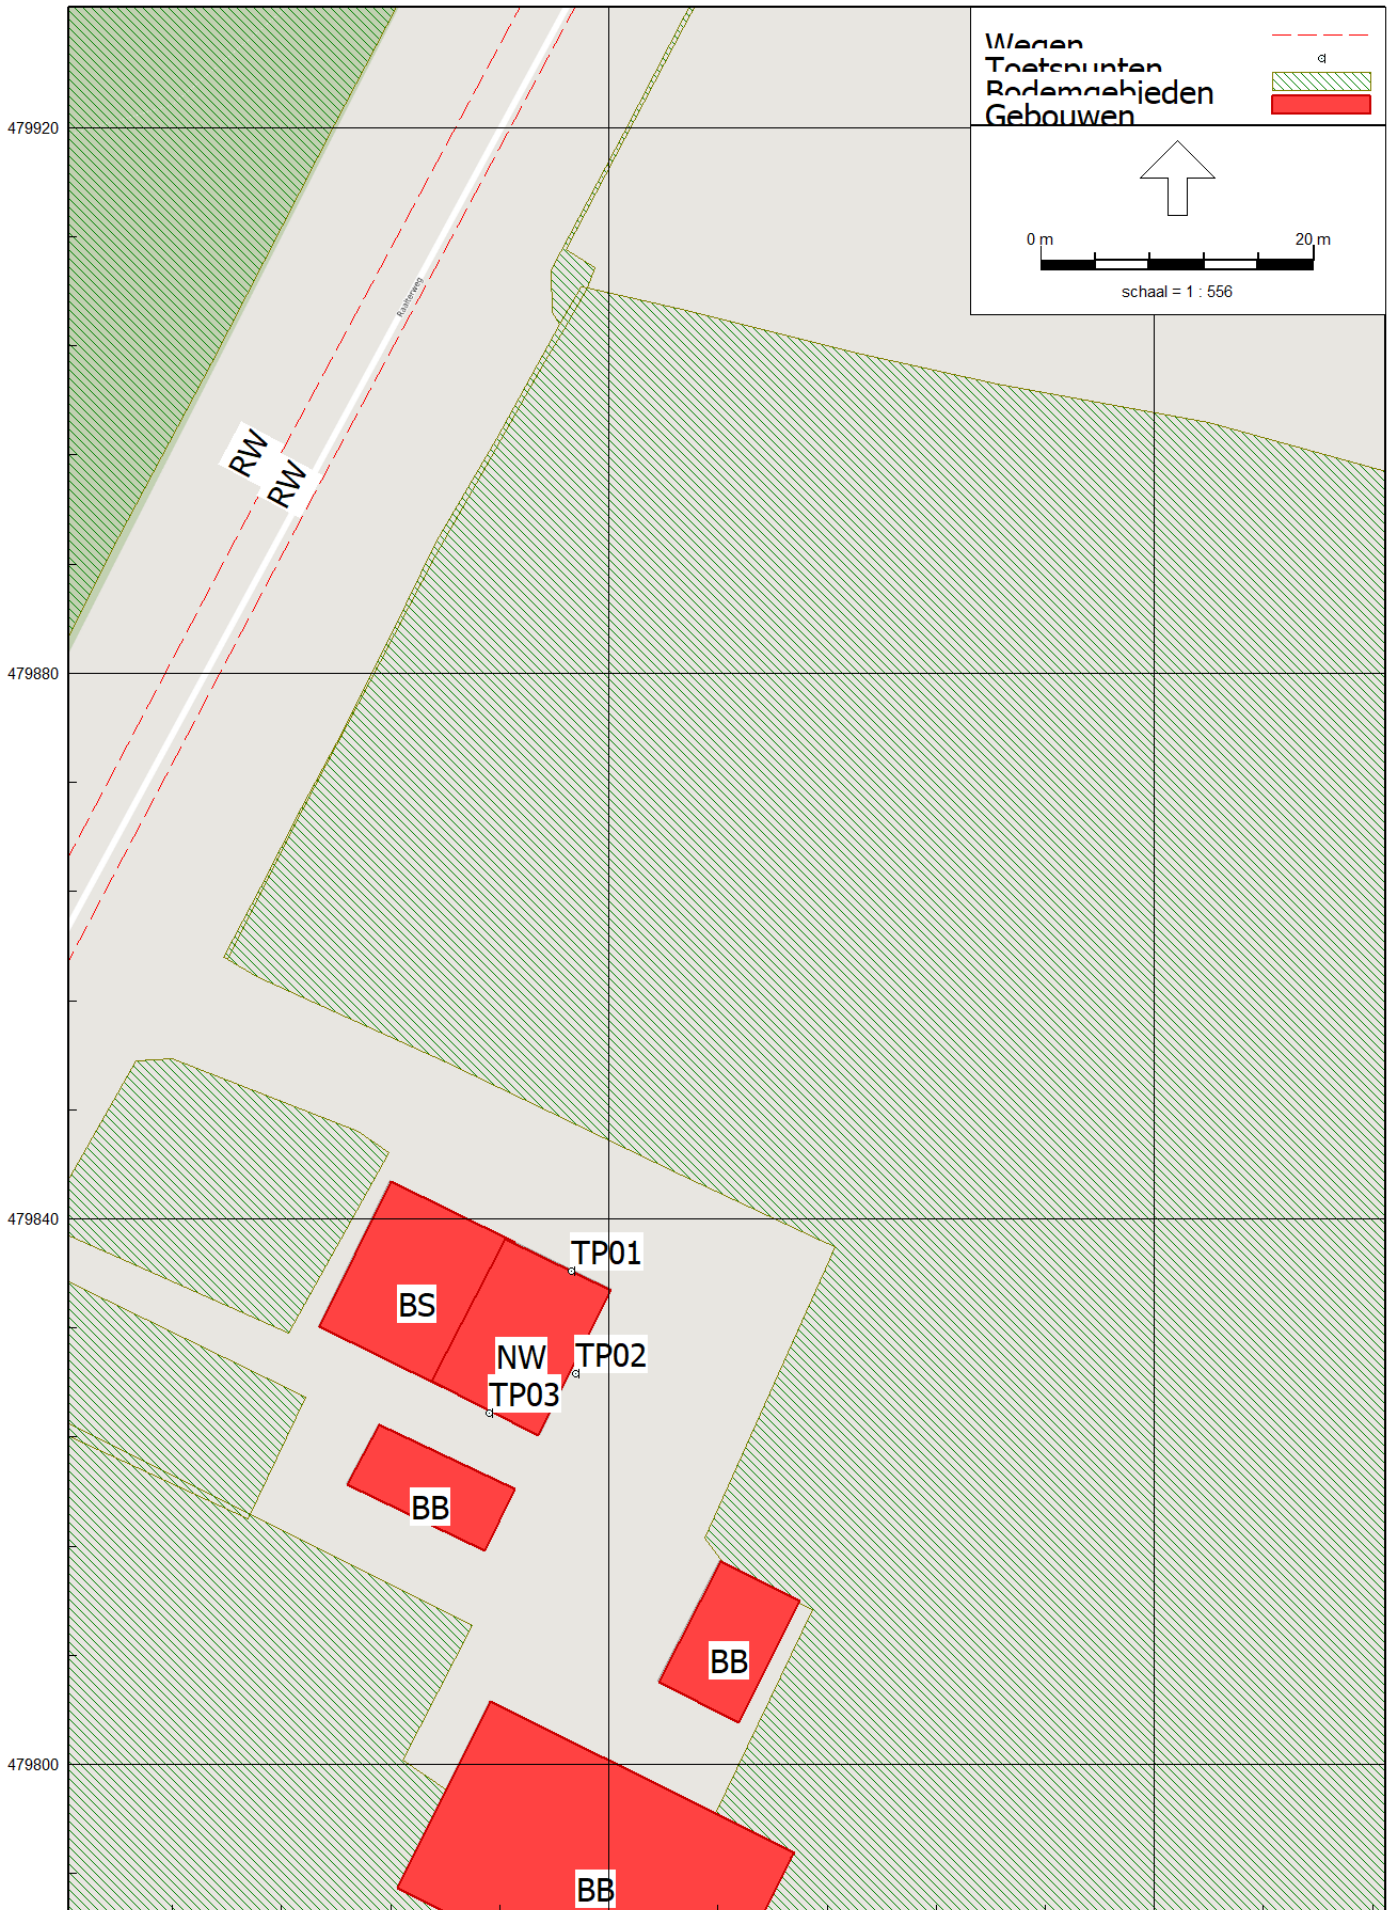 Wegen
Toetspunten
Bodemgebieden
Gebouwen
479920
0 m 20 m
schaal = 1 : 556
Raalterweg
RW
RW
479880
479840
TP01
BS
NW
TP02
TP03
BB
BB
479800
BB